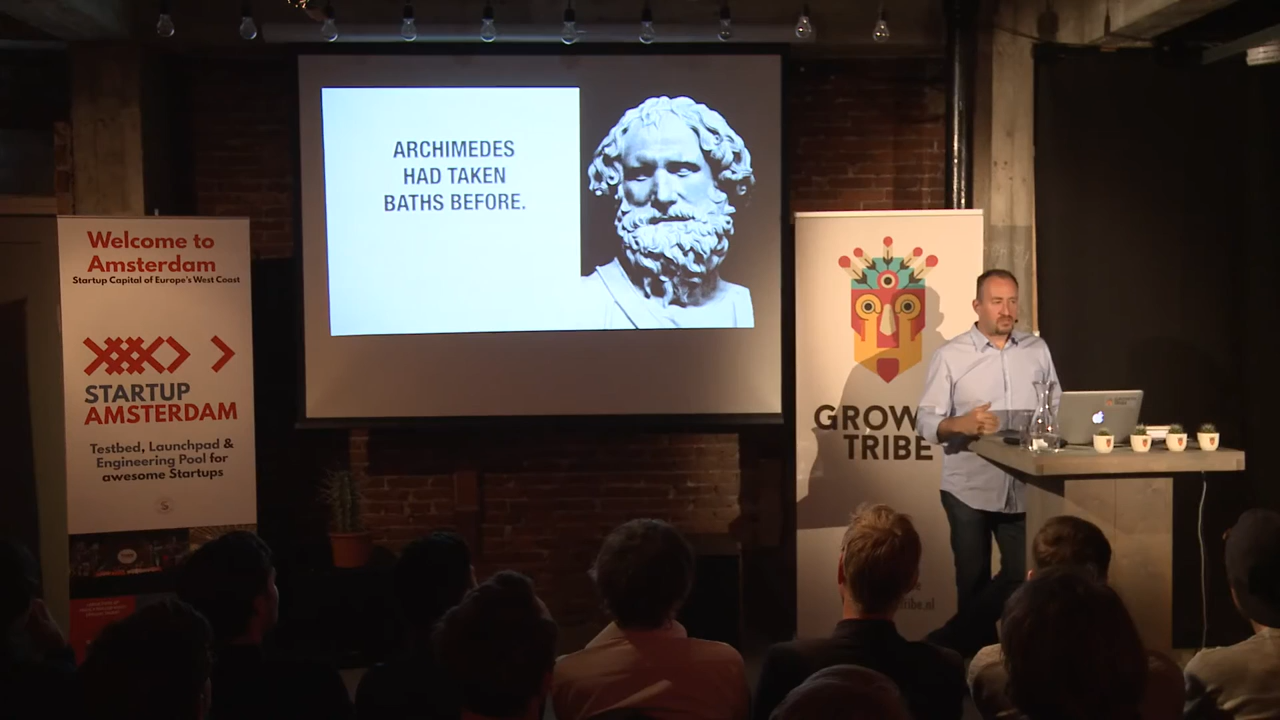 Welcome to
Amsterdam
Startup Capital of Europe's West Coast
STARTUP
AMSTERDAM
Testbed, Launchpad &
Engineering Pool for
awesome Startups
ARCHIMEDES
HAD TAKEN
BATHS BEFORE.
GROW
TRIBE